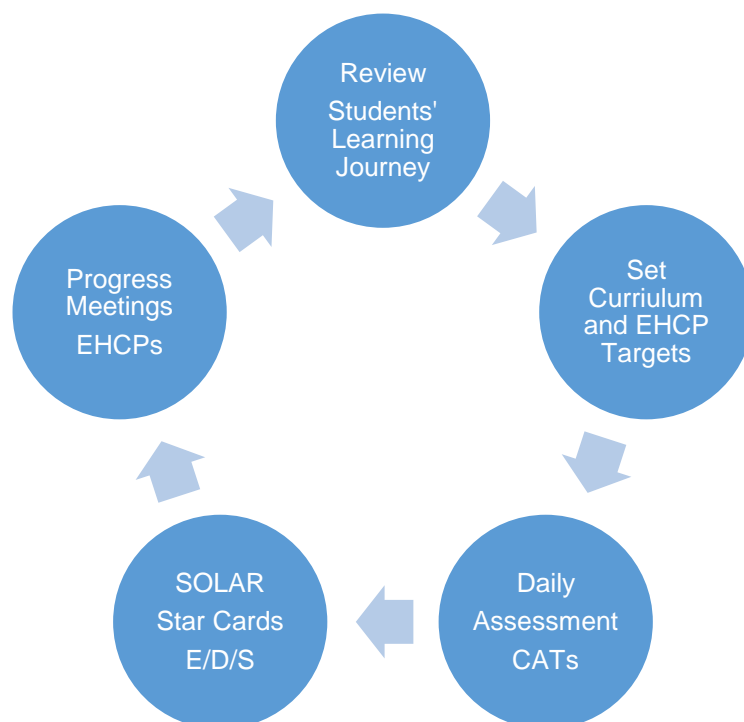 Review
Students'
Learning
Journey
Set
Curriulum
and EHCP
Targets
Daily
Assessment
CATs
SOLAR
Star Cards
E/D/S
Progress
Meetings
EHCPs